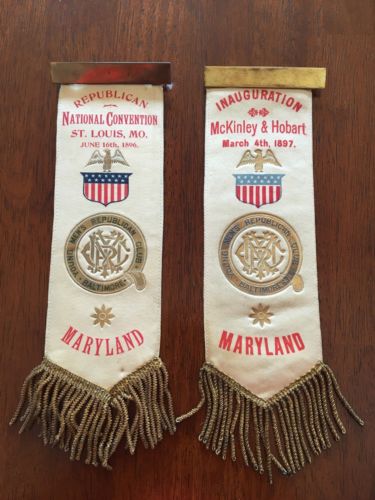 REPUBLICAN
NATIONAL CONVENTION
ST. LOUIS, MO.
JUNE 16th, 1896.
YOUNG MEN'S REPUBLICAN CLUB
BALTIMORE
MARYLAND
INAUGURATION
McKinley & Hobart
March 4th, 1897.
YOUNG MEN'S REPUBLICAN CLUB
BALTIMORE
MARYLAND